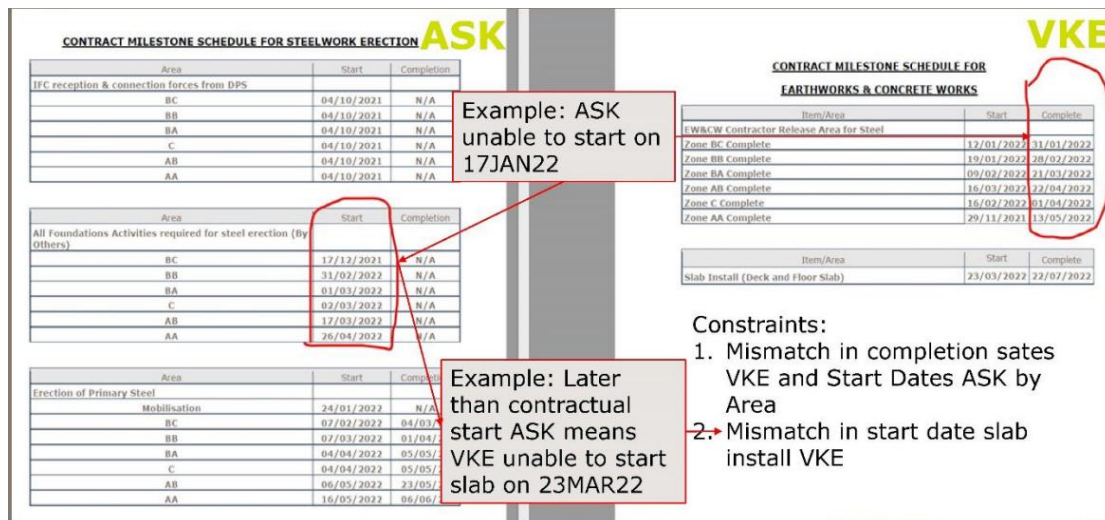 CONTRACT MILESTONE SCHEDULE FOR STEELWORK ERECTION ASK
Area Start Completion
IFC reception & connection forces from DPS
BC 04/10/2021 N/A
BB 04/10/2021 N/A
BA 04/10/2021 N/A
C 04/10/2021 N/A
AB 04/10/2021 N/A
AA 04/10/2021 N/A
Area Start Completion
All Foundations Activities required for steel erection (By
Others)
BC 17/12/2021 N/A
BB 31/02/2022 N/A
BA 01/03/2022 N/A
C 02/03/2022 N/A
AB 17/03/2022 N/A
AA 26/04/2022 N/A
Area Start
Erection of Primary Steel
Mobilisation 24/01/2022 N/A
BC 07/02/2022 04/03/
BB 07/03/2022 01/04/
BA 04/04/2022 05/05/
C 04/04/2022 05/05/
AB 06/05/2022 23/05/
AA 16/05/2022 06/06/
Example: ASK
unable to start on
17JAN22
Example: Later
than contractual
start ASK means
VKE unable to start
slab on 23MAR22
VKE
CONTRACT MILESTONE SCHEDULE FOR
EARTHWORKS & CONCRETE WORKS
Item/Area Start Complete
EW&CW Contractor Release Area for Steel
Zone BC Complete 12/01/2022 31/01/2022
Zone BB Complete 19/01/2022 28/02/2022
Zone BA Complete 09/02/2022 21/03/2022
Zone AB Complete 16/03/2022 22/04/2022
Zone C Complete 16/02/2022 01/04/2022
Zone AA Complete 29/11/2021 13/05/2022
Item/Area Start Complete
Slab Install (Deck and Floor Slab) 23/03/2022 22/07/2022
Constraints:
1. Mismatch in completion sates
VKE and Start Dates ASK by
Area
2. Mismatch in start date slab
install VKE